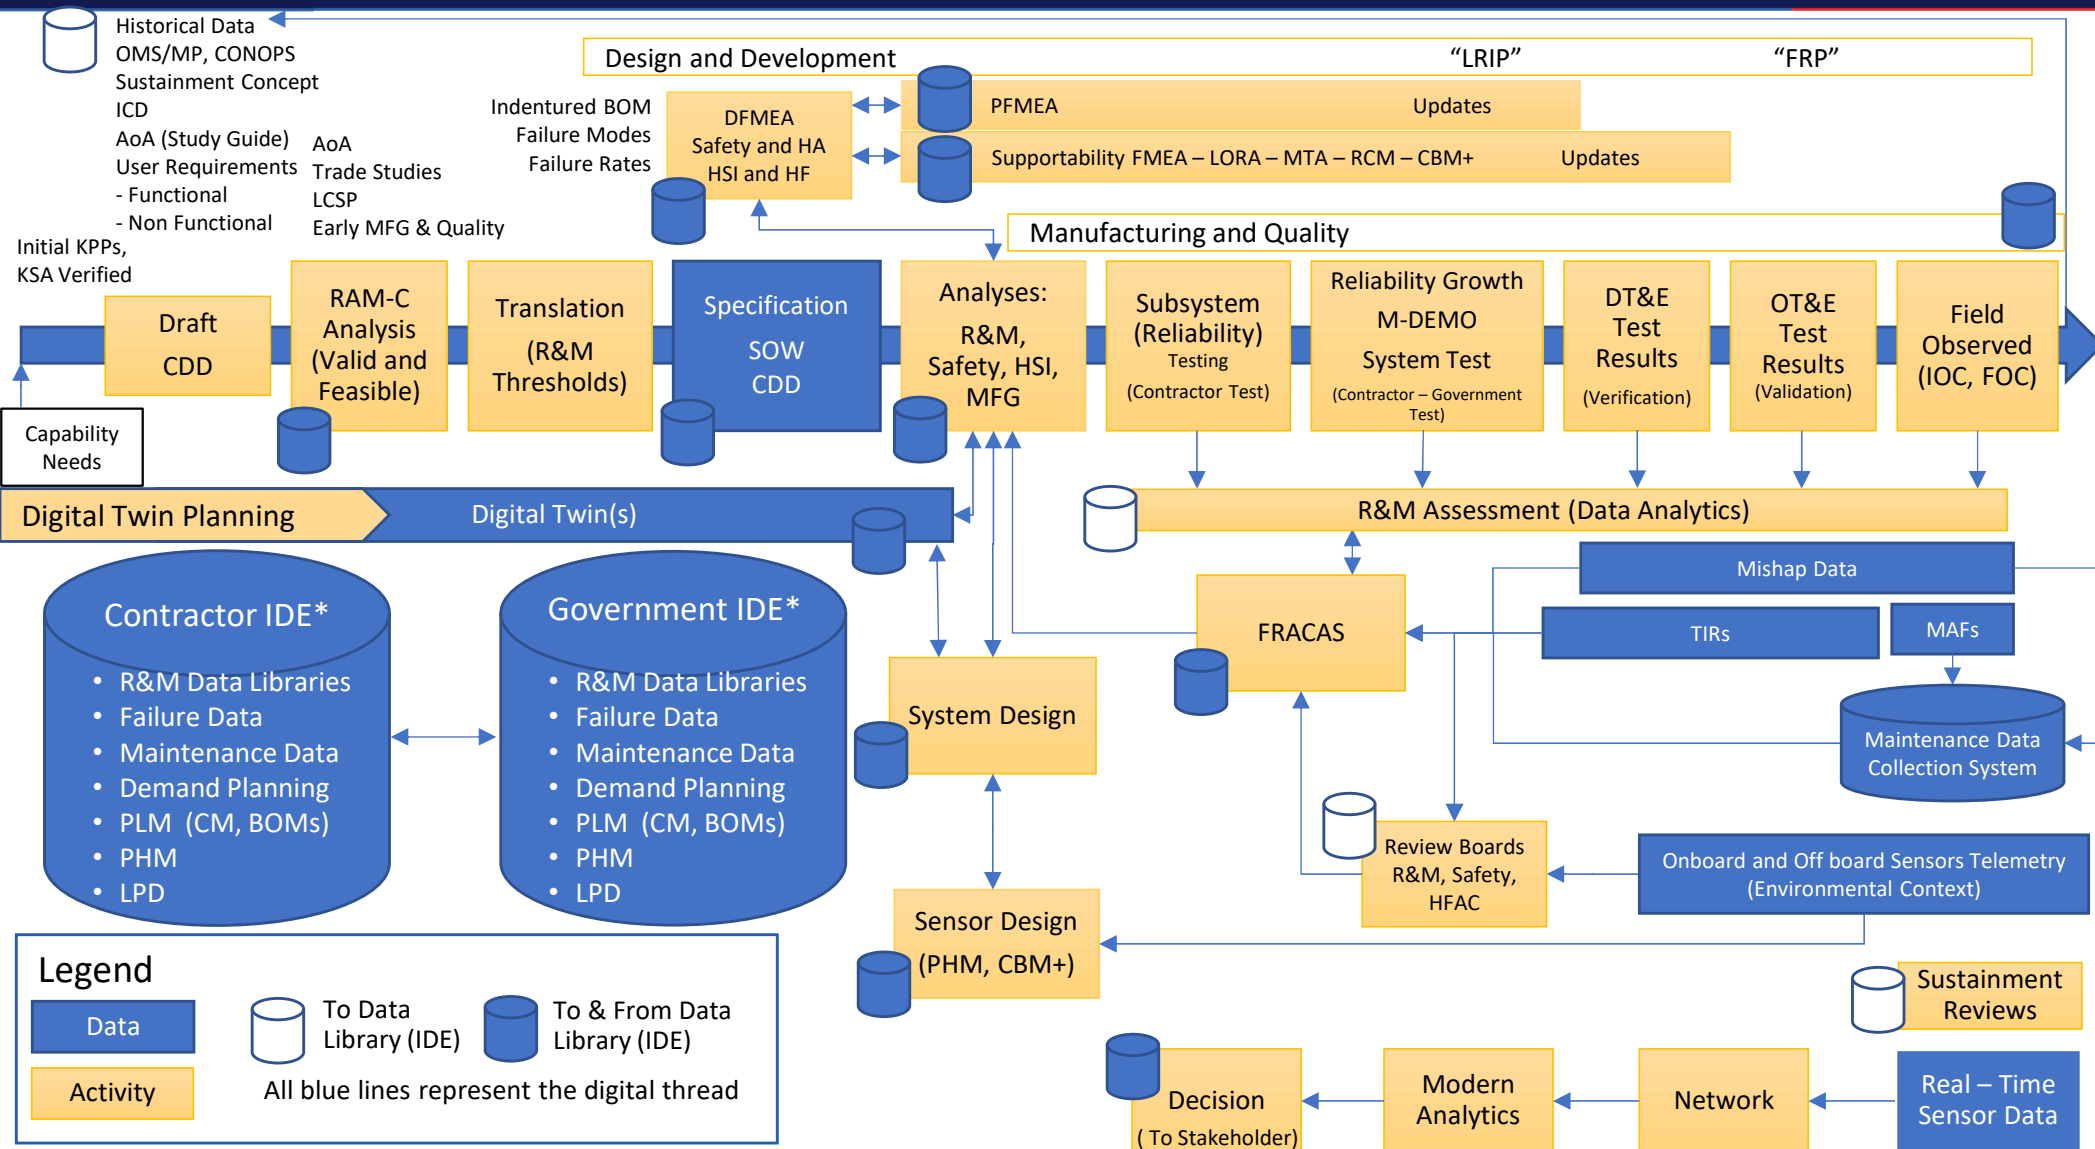 Historical Data
OMS/MP, CONOPS
Sustainment Concept
ICD
AoA (Study Guide)
User Requirements
- Functional
- Non Functional
AoA
Trade Studies
LCSP
Early MFG & Quality
Initial KPPs,
KSA Verified
Design and Development
“LRIP”
“FRP”
Indentured BOM
Failure Modes
Failure Rates
DFMEA
Safety and HA
HSI and HF
PFMEA
Updates
Supportability FMEA – LORA – MTA – RCM – CBM+
Updates
Manufacturing and Quality
Draft
CDD
RAM-C
Analysis
(Valid and
Feasible)
Translation
(R&M
Thresholds)
Specification
SOW
CDD
Analyses:
R&M,
Safety, HSI,
MFG
Subsystem
(Reliability)
Testing
(Contractor Test)
Reliability Growth
M-DEMO
System Test
(Contractor – Government
Test)
DT&E
Test
Results
(Verification)
OT&E
Test
Results
(Validation)
Field
Observed
(IOC, FOC)
Capability
Needs
Digital Twin Planning
Digital Twin(s)
R&M Assessment (Data Analytics)
Contractor IDE*
• R&M Data Libraries
• Failure Data
• Maintenance Data
• Demand Planning
• PLM (CM, BOMs)
• PHM
• LPD
Government IDE*
• R&M Data Libraries
• Failure Data
• Maintenance Data
• Demand Planning
• PLM (CM, BOMs)
• PHM
• LPD
System Design
Sensor Design
(PHM, CBM+)
FRACAS
Mishap Data
TIRs
MAFs
Maintenance Data
Collection System
Review Boards
R&M, Safety,
HFAC
Onboard and Off board Sensors Telemetry
(Environmental Context)
Sustainment
Reviews
Legend
Data
Activity
To Data
Library (IDE)
To & From Data
Library (IDE)
All blue lines represent the digital thread
Decision
( To Stakeholder)
Modern
Analytics
Network
Real – Time
Sensor Data